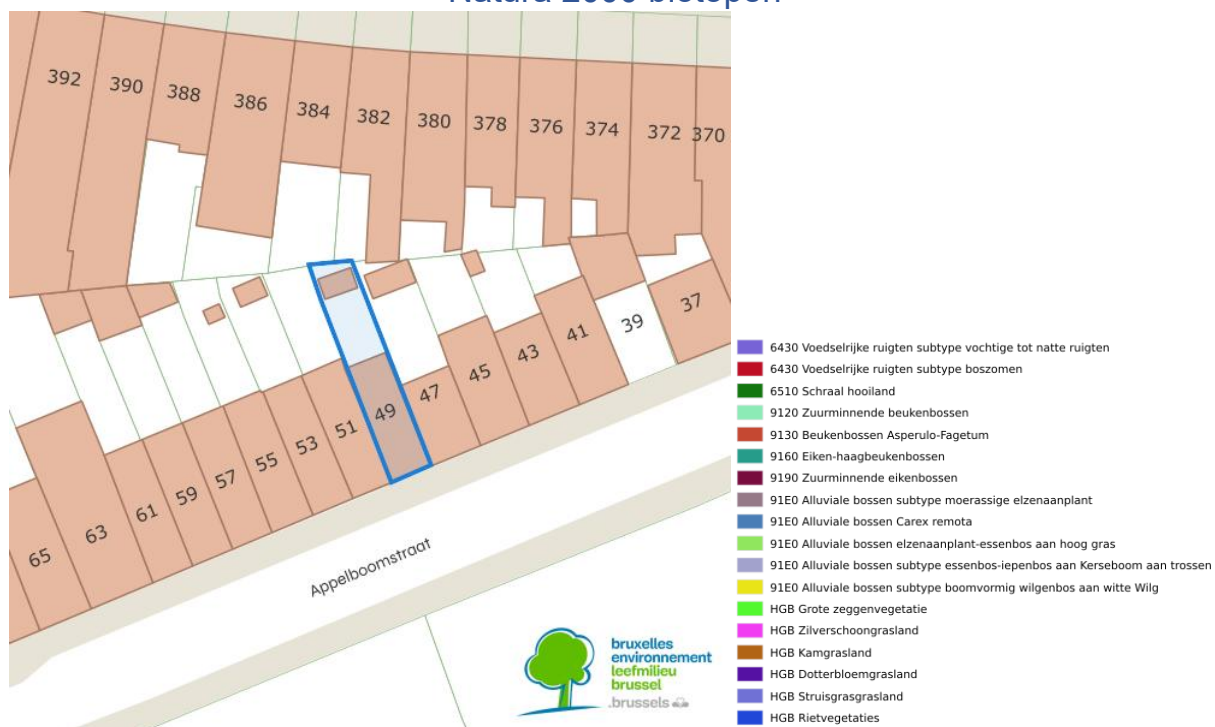 Natura 2000 biotopen
392
390
388
386
384
382
380
378
376
374
372
370
65
63
61
59
57
55
53
51
49
47
45
43
41
39
37
Appelboomstraat
bruxelles
environnement
leefmilieu
brussel
.brussels
6430 Voedselrijke ruigten subtype vochtige tot natte ruigten
6430 Voedselrijke ruigten subtype boszomen
6510 Schraal hooiland
9120 Zuurminnende beukenbossen
9130 Beukenbossen Asperulo-Fagetum
9160 Eiken-haagbeukenbossen
9190 Zuurminnende eikenbossen
91E0 Alluviale bossen subtype moerassige elzenaanplant
91E0 Alluviale bossen Carex remota
91E0 Alluviale bossen elzenaanplant-essenbos aan hoog gras
91E0 Alluviale bossen subtype essenbos-iepenbos aan Kerseboom aan trossen
91E0 Alluviale bossen subtype boomvormig wilgenbos aan witte Wilg
HGB Grote zeggenvegetatie
HGB Zilverschoongrasland
HGB Kamgrasland
HGB Dotterbloemgrasland
HGB Struisgrasgrasland
HGB Rietvegetaties